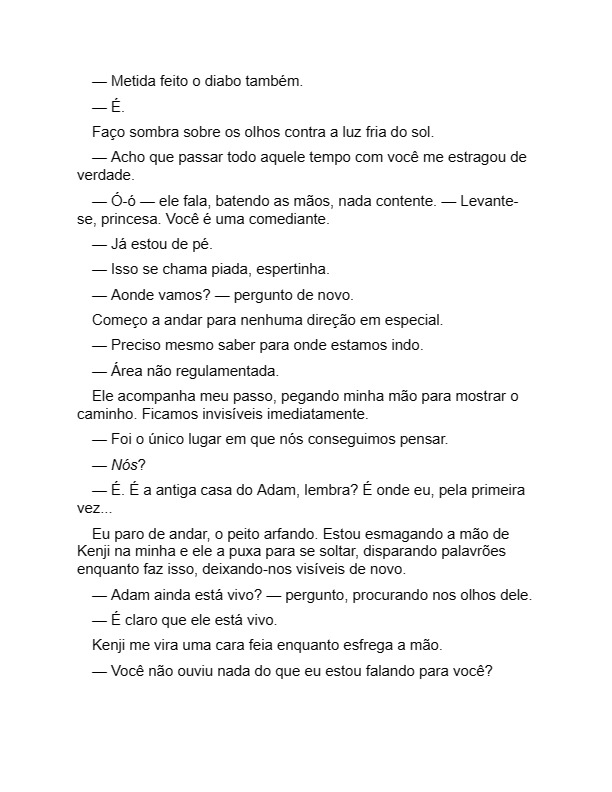 — Metida feito o diabo também.
— É.
Faço sombra sobre os olhos contra a luz fria do sol.
— Acho que passar todo aquele tempo com você me estragou de
verdade.
— Ó-ó — ele fala, batendo as mãos, nada contente. — Levante-
se, princesa. Você é uma comediante.
— Já estou de pé.
— Isso se chama piada, espertinha.
— Aonde vamos? — pergunto de novo.
Começo a andar para nenhuma direção em especial.
— Preciso mesmo saber para onde estamos indo.
— Área não regulamentada.
Ele acompanha meu passo, pegando minha mão para mostrar o
caminho. Ficamos invisíveis imediatamente.
— Foi o único lugar em que nós conseguimos pensar.
— Nós?
— É. É a antiga casa do Adam, lembra? É onde eu, pela primeira
vez...
Eu paro de andar, o peito arfando. Estou esmagando a mão de
Kenji na minha e ele a puxa para se soltar, disparando palavrões
enquanto faz isso, deixando-nos visíveis de novo.
— Adam ainda está vivo? — pergunto, procurando nos olhos dele.
— É claro que ele está vivo.
Kenji me vira uma cara feia enquanto esfrega a mão.
— Você não ouviu nada do que eu estou falando para você?